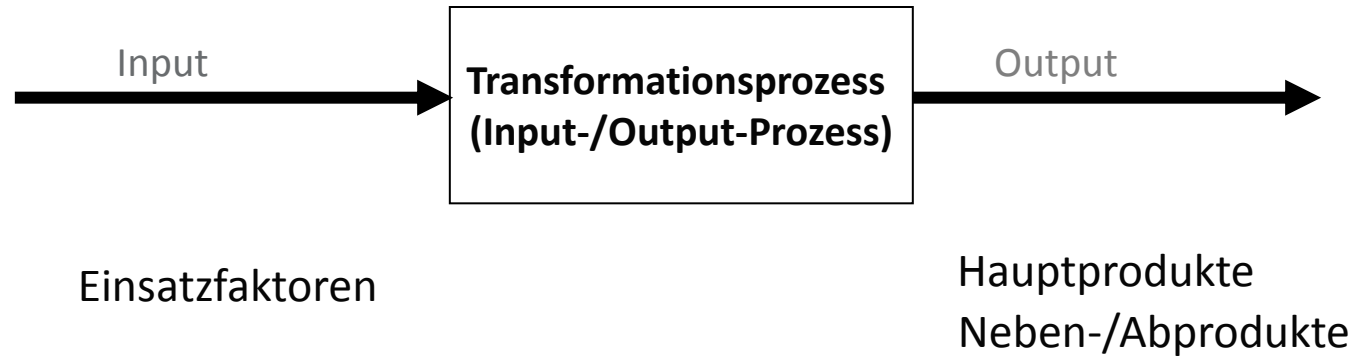 Input
Transformationsprozess
(Input-/Output-Prozess)
Output
Einsatzfaktoren
Hauptprodukte
Neben-/Abprodukte